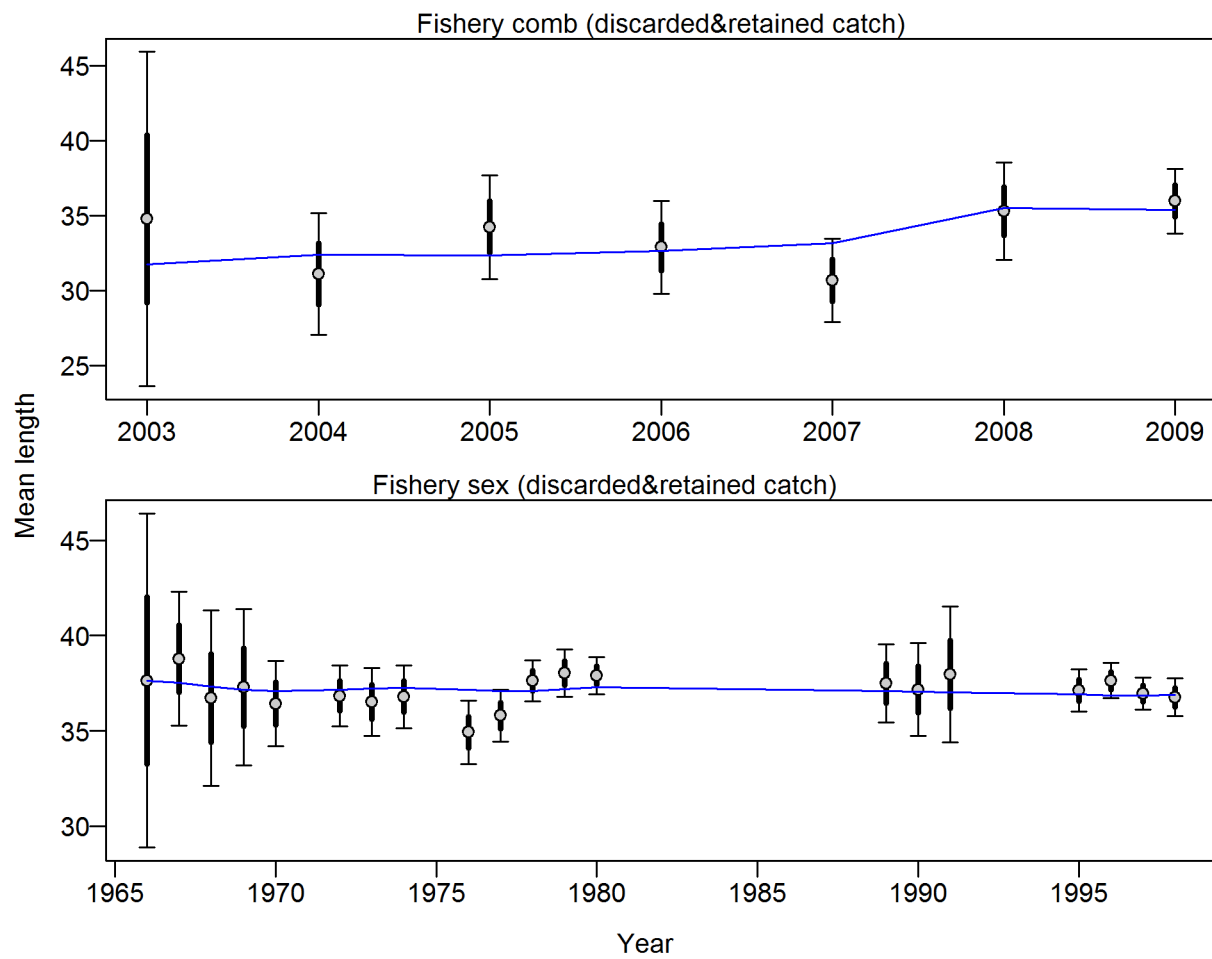 Fishery comb (discarded&retained catch)
45
40
35
30
25
2003 2004 2005 2006 2007 2008 2009
Mean length
Fishery sex (discarded&retained catch)
45
40
35
30
1965 1970 1975 1980 1985 1990 1995
Year